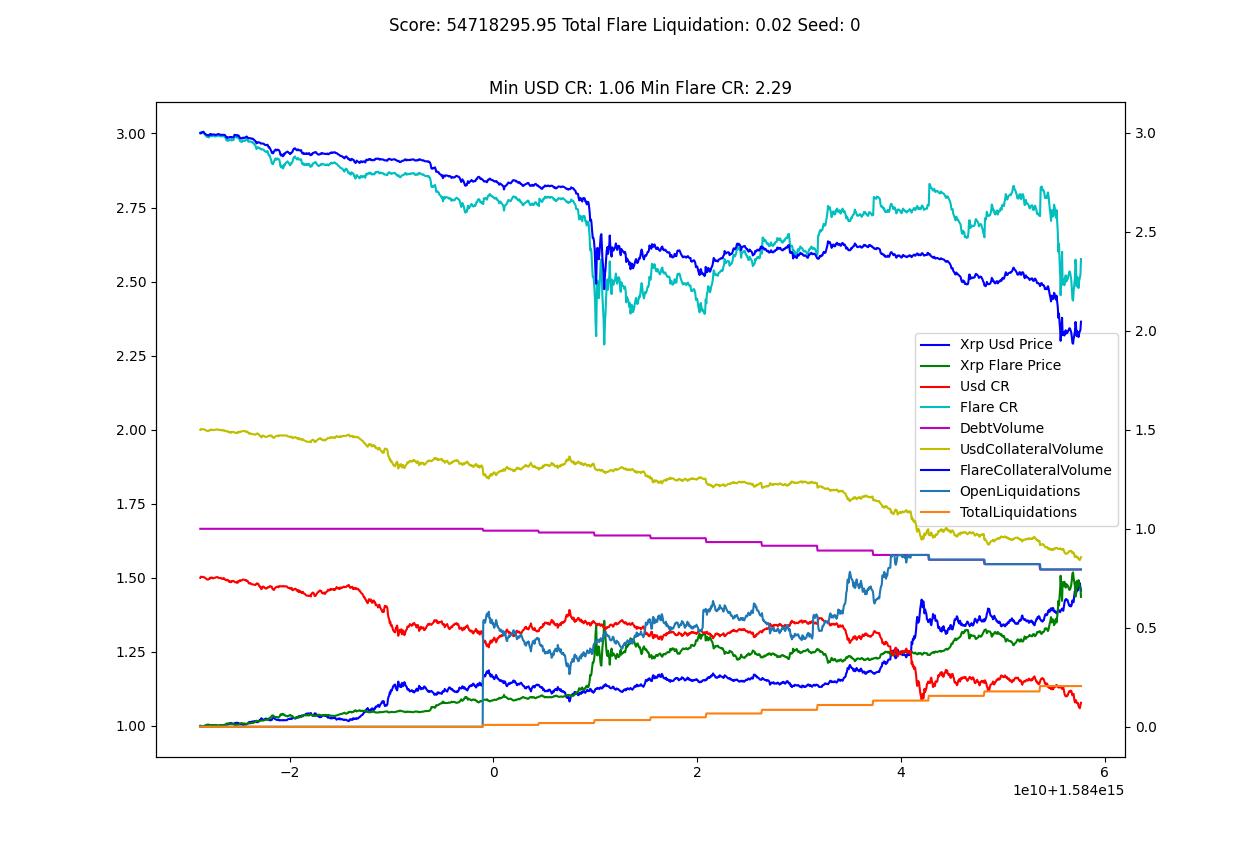 Score: 54718295.95 Total Flare Liquidation: 0.02 Seed: 0
Min USD CR: 1.06 Min Flare CR: 2.29
3.00
2.75
2.50
2.25
2.00
1.75
1.50
1.25
1.00
3.0
2.5
2.0
1.5
1.0
0.5
0.0
Xrp Usd Price
Xrp Flare Price
Usd CR
Flare CR
DebtVolume
UsdCollateralVolume
FlareCollateralVolume
OpenLiquidations
TotalLiquidations
−2 0 2 4 6
1e10+1.584e15